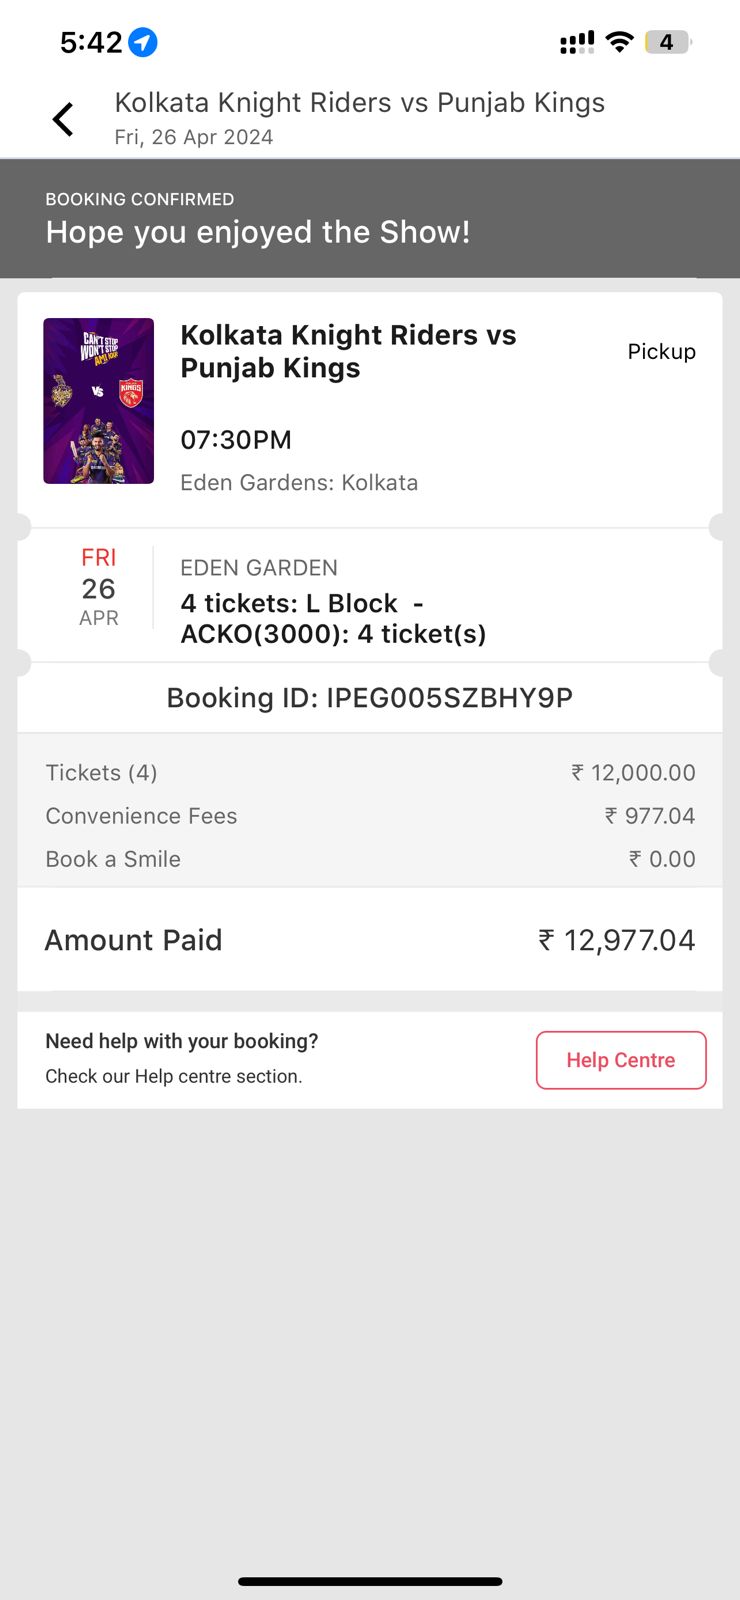 5:42
4
Kolkata Knight Riders vs Punjab Kings
Fri, 26 Apr 2024
BOOKING CONFIRMED
Hope you enjoyed the Show!
CAN'T STOP
WON'T STOP
AMI KKR
VS
KINGS
Kolkata Knight Riders vs
Punjab Kings
Pickup
07:30PM
Eden Gardens: Kolkata
FRI
26
APR
EDEN GARDEN
4 tickets: L Block -
ACKO(3000): 4 ticket(s)
Booking ID: IPEG005SZBHY9P
Tickets (4) ₹ 12,000.00
Convenience Fees ₹ 977.04
Book a Smile ₹ 0.00
Amount Paid ₹ 12,977.04
Need help with your booking?
Check our Help centre section.
Help Centre